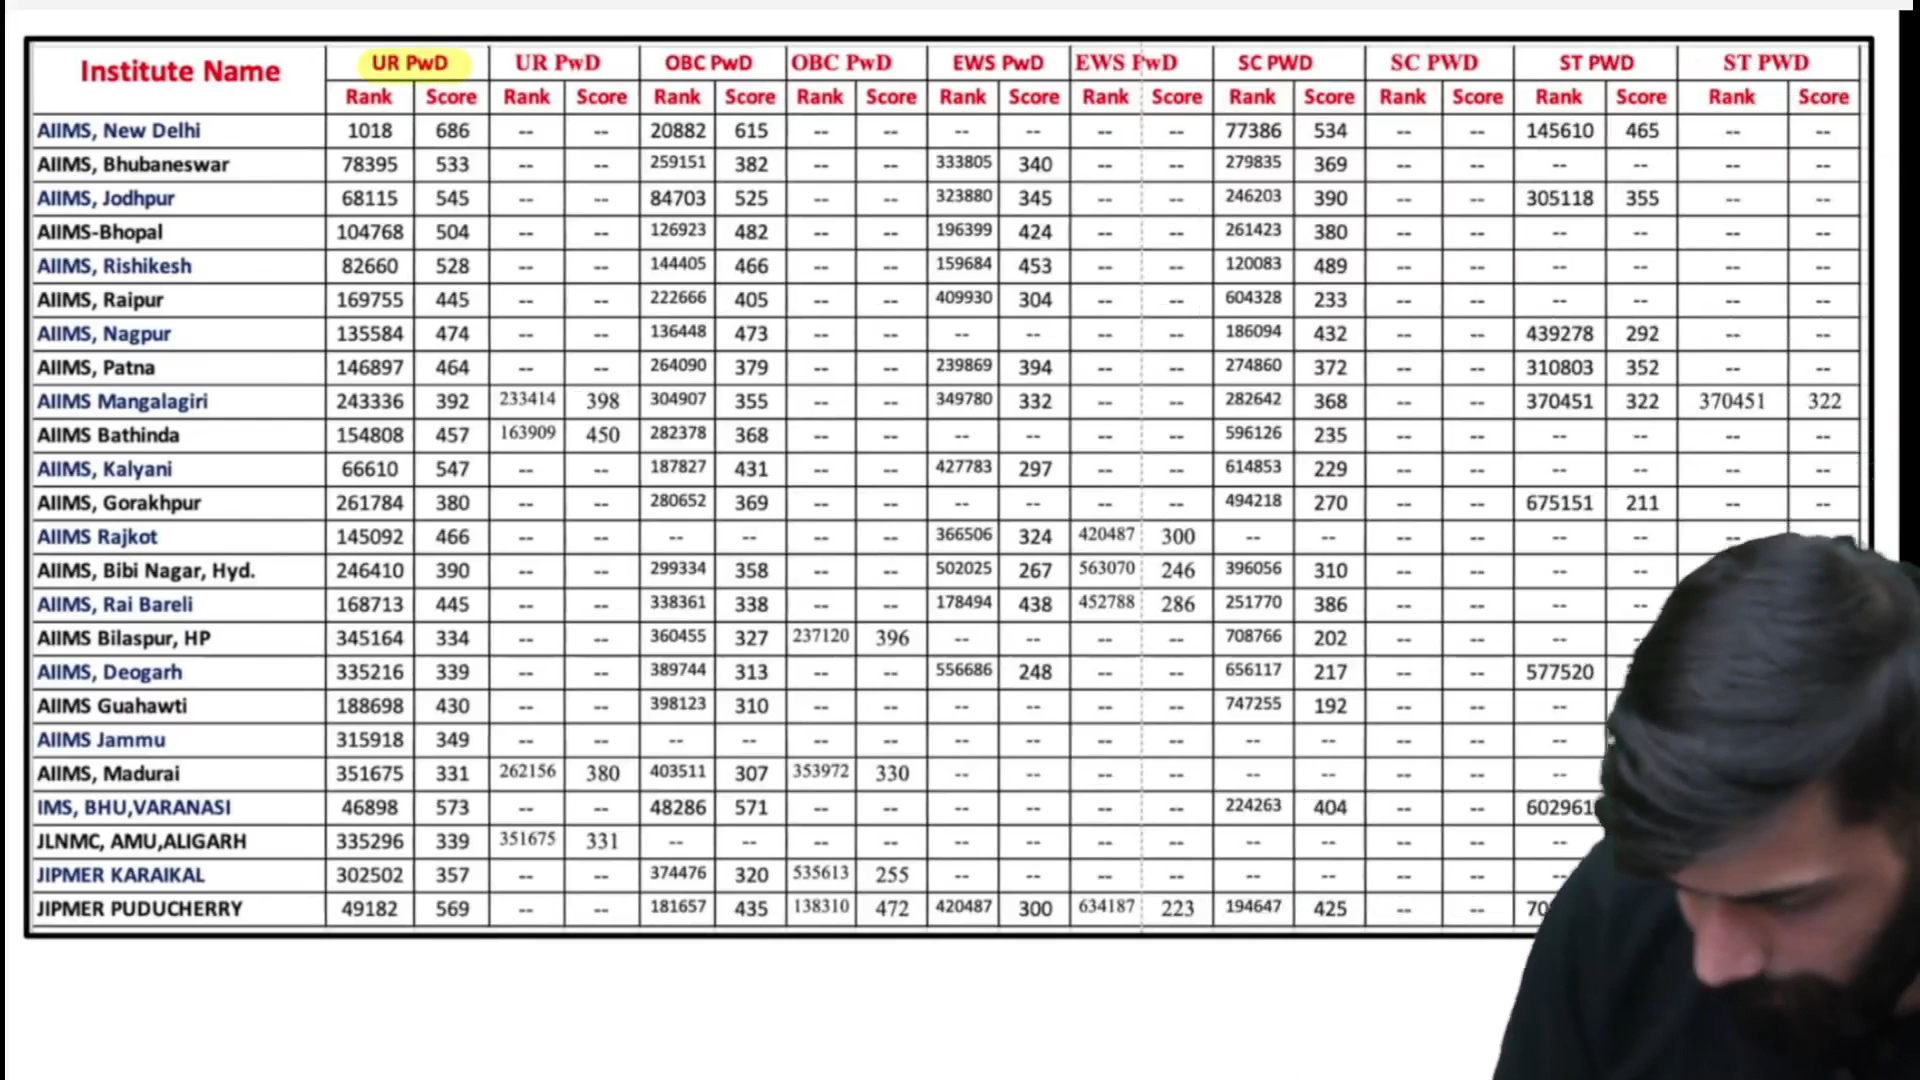 Institute Name UR PwD UR PwD OBC PwD OBC PwD EWS PwD EWS PwD SC PWD SC PWD ST PWD ST PWD
Rank Score Rank Score Rank Score Rank Score Rank Score Rank Score Rank Score Rank Score Rank Score Rank Score
AIIMS, New Delhi 1018 686 -- -- 20882 615 -- -- -- -- -- -- 77386 534 -- -- 145610 465 -- --
AIIMS, Bhubaneswar 78395 533 -- -- 259151 382 -- -- 333805 340 -- -- 279835 369 -- -- -- -- -- --
AIIMS, Jodhpur 68115 545 -- -- 84703 525 -- -- 323880 345 -- -- 246203 390 -- -- 305118 355 -- --
AIIMS-Bhopal 104768 504 -- -- 126923 482 -- -- 196399 424 -- -- 261423 380 -- -- -- -- -- --
AIIMS, Rishikesh 82660 528 -- -- 144405 466 -- -- 159684 453 -- -- 120083 489 -- -- -- -- -- --
AIIMS, Raipur 169755 445 -- -- 222666 405 -- -- 409930 304 -- -- 604328 233 -- -- -- -- -- --
AIIMS, Nagpur 135584 474 -- -- 136448 473 -- -- -- -- -- -- 186094 432 -- -- 439278 292 -- --
AIIMS, Patna 146897 464 -- -- 264090 379 -- -- 239869 394 -- -- 274860 372 -- -- 310803 352 -- --
AIIMS Mangalagiri 243336 392 233414 398 304907 355 -- -- 349780 332 -- -- 282642 368 -- -- 370451 322 370451 322
AIIMS Bathinda 154808 457 163909 450 282378 368 -- -- -- -- -- -- 596126 235 -- -- -- -- -- --
AIIMS, Kalyani 66610 547 -- -- 187827 431 -- -- 427783 297 -- -- 614853 229 -- -- -- -- -- --
AIIMS, Gorakhpur 261784 380 -- -- 280652 369 -- -- -- -- -- -- 494218 270 -- -- 675151 211 -- --
AIIMS Rajkot 145092 466 -- -- -- -- -- -- 366506 324 420487 300 -- -- -- -- -- -- -- --
AIIMS, Bibi Nagar, Hyd. 246410 390 -- -- 299334 358 -- -- 502025 267 563070 246 396056 310 -- -- -- --
AIIMS, Rai Bareli 168713 445 -- -- 338361 338 -- -- 178494 438 452788 286 251770 386 -- -- -- --
AIIMS Bilaspur, HP 345164 334 -- -- 360455 327 237120 396 -- -- -- -- 708766 202 -- -- -- --
AIIMS, Deogarh 335216 339 -- -- 389744 313 -- -- 556686 248 -- -- 656117 217 -- -- 577520
AIIMS Guahawti 188698 430 -- -- 398123 310 -- -- -- -- -- -- 747255 192 -- -- --
AIIMS Jammu 315918 349 -- -- -- -- -- -- -- -- -- -- -- -- -- -- --
AIIMS, Madurai 351675 331 262156 380 403511 307 353972 330 -- -- -- -- -- -- -- -- --
IMS, BHU,VARANASI 46898 573 -- -- 48286 571 -- -- -- -- -- -- 224263 404 -- -- 602961
JLNMC, AMU,ALIGARH 335296 339 351675 331 -- -- -- -- -- -- -- -- -- -- -- -- --
JIPMER KARAIKAL 302502 357 -- -- 374476 320 535613 255 -- -- -- -- -- -- -- -- --
JIPMER PUDUCHERRY 49182 569 -- -- 181657 435 138310 472 420487 300 634187 223 194647 425 -- --